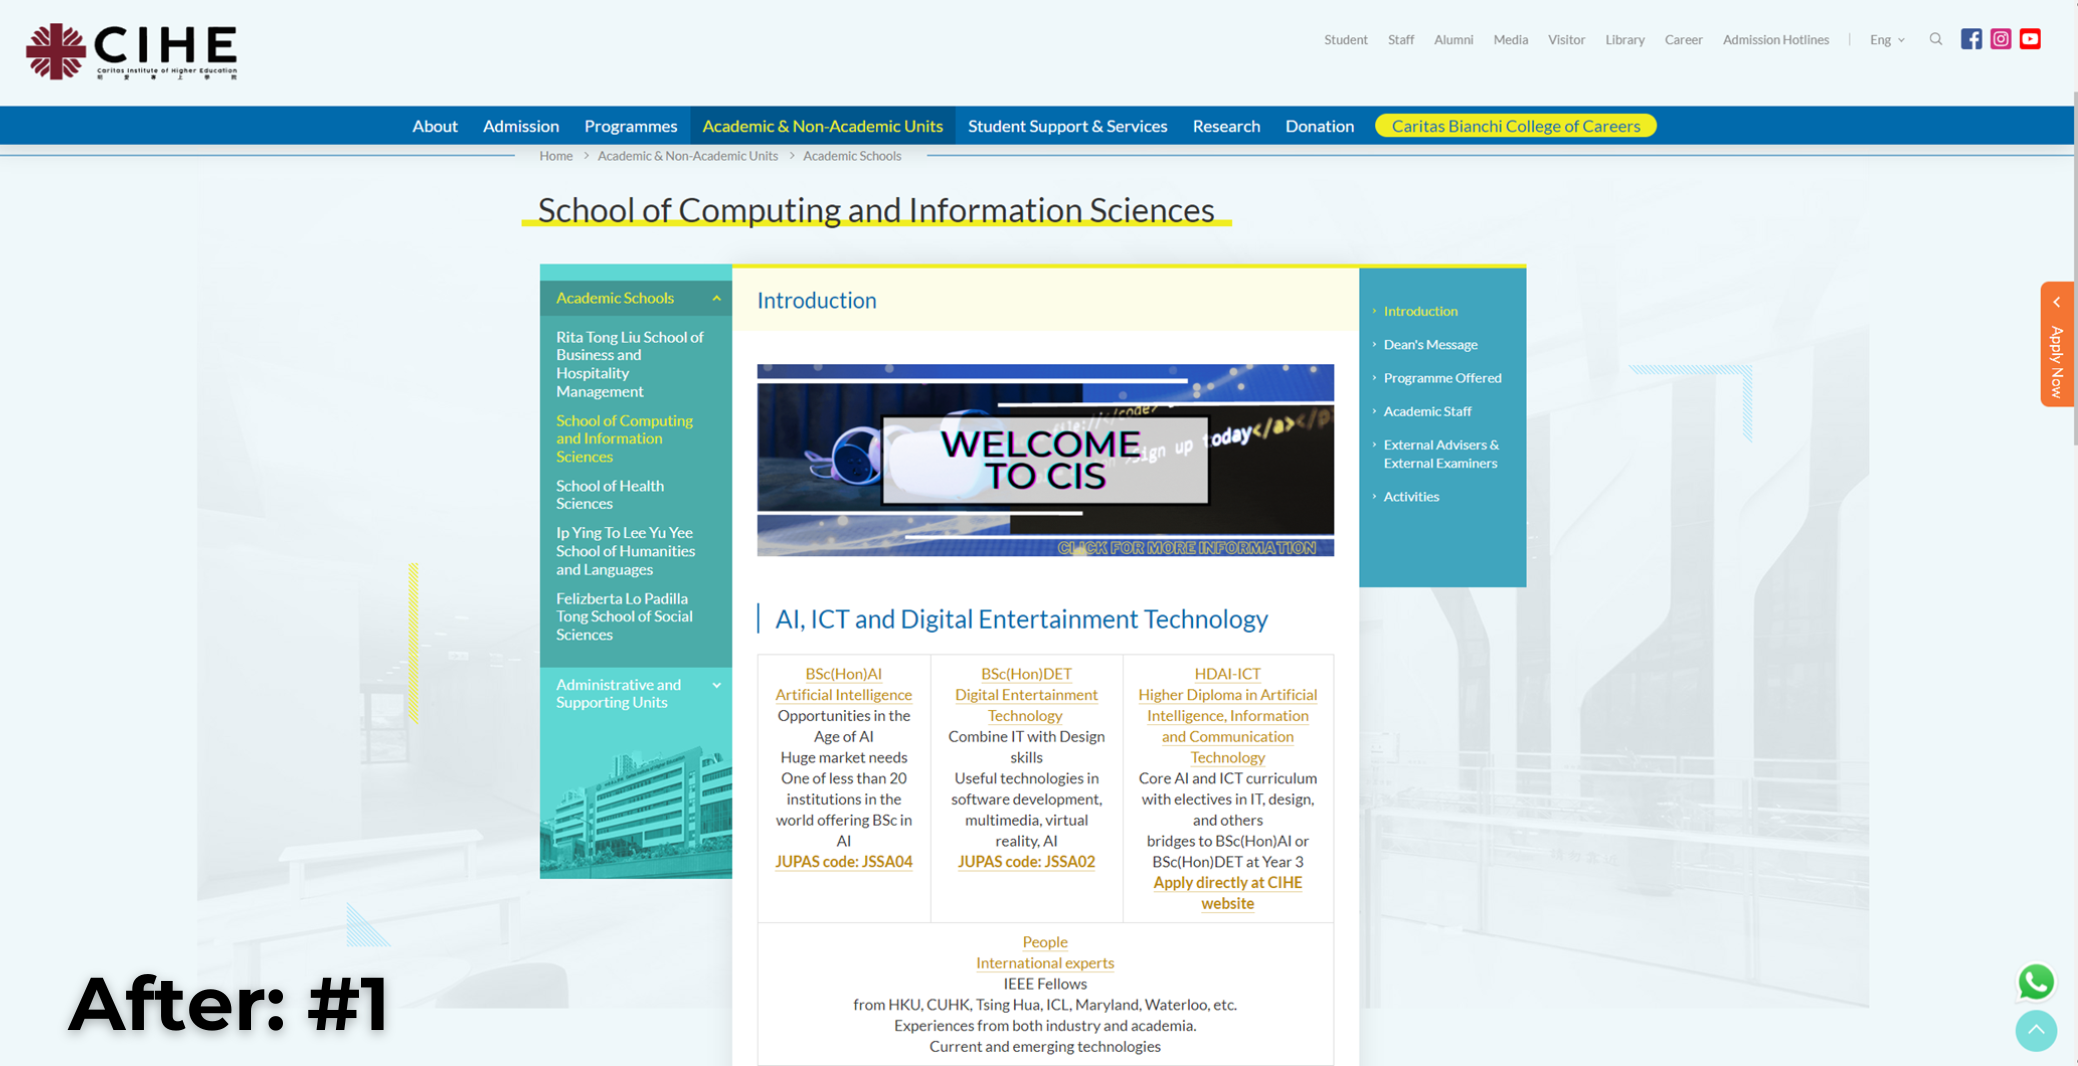 CIHE
Caritas Institute of Higher Education
明 愛 專 上 學 院
Student Staff Alumni Media Visitor Library Career Admission Hotlines Eng
About Admission Programmes Academic & Non-Academic Units Student Support & Services Research Donation Caritas Bianchi College of Careers
Home > Academic & Non-Academic Units > Academic Schools
School of Computing and Information Sciences
Academic Schools
Rita Tong Liu School of
Business and
Hospitality
Management
School of Computing
and Information
Sciences
School of Health
Sciences
Ip Ying To Lee Yu Yee
School of Humanities
and Languages
Felizberta Lo Padilla
Tong School of Social
Sciences
Administrative and
Supporting Units
Introduction
file://code>
sign up today</a></p
WELCOME
TO CIS
CLICK FOR MORE INFORMATION
AI, ICT and Digital Entertainment Technology
BSc(Hon)AI
Artificial Intelligence
Opportunities in the
Age of AI
Huge market needs
One of less than 20
institutions in the
world offering BSc in
AI
JUPAS code: JSSA04
BSc(Hon)DET
Digital Entertainment
Technology
Combine IT with Design
skills
Useful technologies in
software development,
multimedia, virtual
reality, AI
JUPAS code: JSSA02
HDAI-ICT
Higher Diploma in Artificial
Intelligence, Information
and Communication
Technology
Core AI and ICT curriculum
with electives in IT, design,
and others
bridges to BSc(Hon)AI or
BSc(Hon)DET at Year 3
Apply directly at CIHE
website
People
International experts
IEEE Fellows
from HKU, CUHK, Tsing Hua, ICL, Maryland, Waterloo, etc.
Experiences from both industry and academia.
Current and emerging technologies
Introduction
Dean's Message
Programme Offered
Academic Staff
External Advisers &
External Examiners
Activities
Apply Now
After: #1